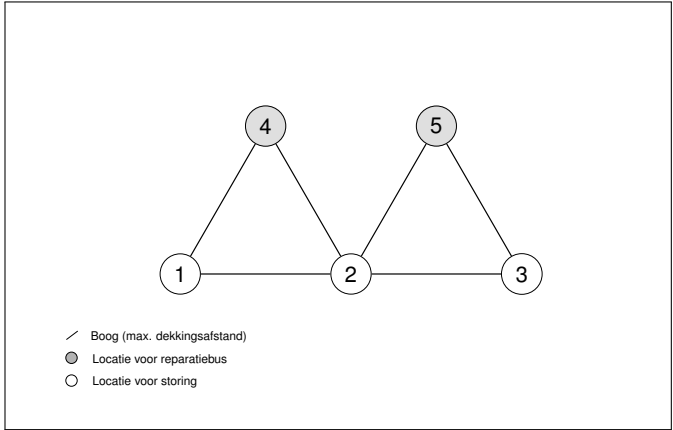 4 5
1 2 3
Boog (max. dekkingsafstand)
Locatie voor reparatiebus
Locatie voor storing